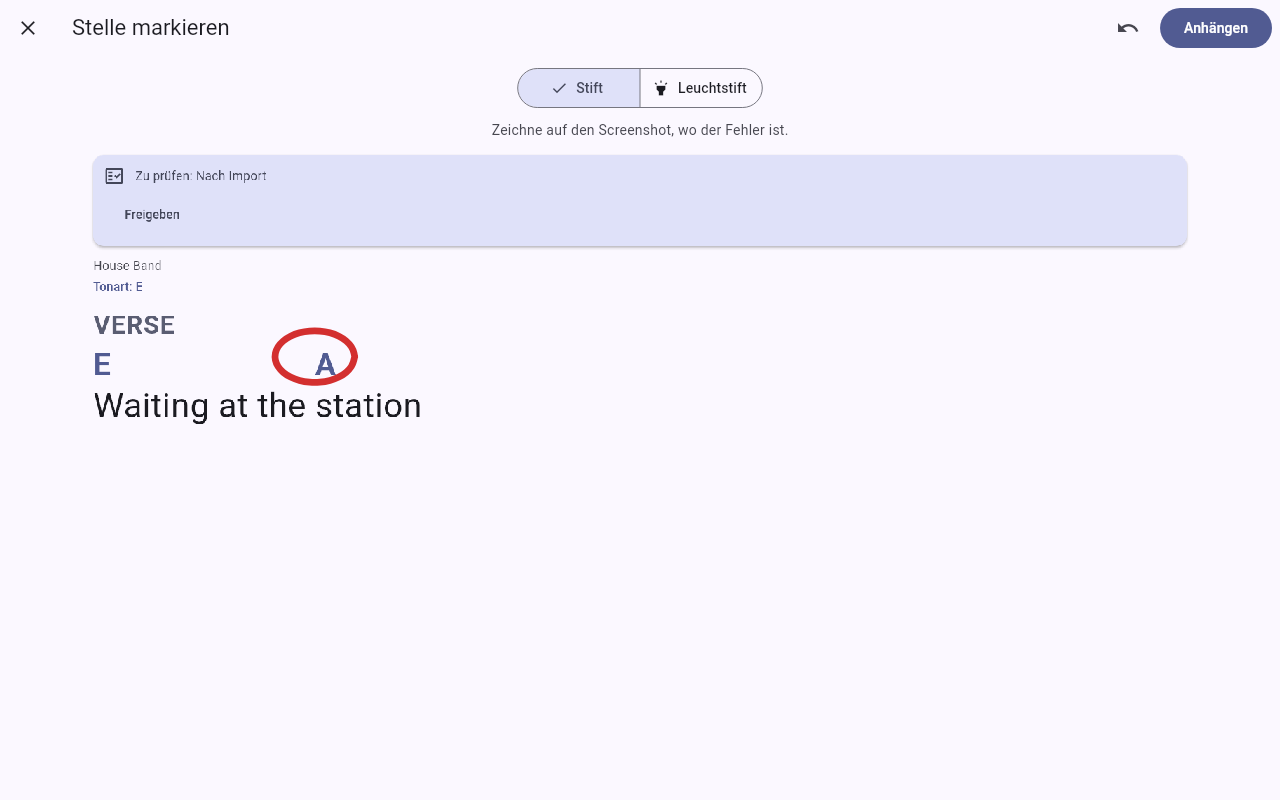 Stelle markieren
Anhängen
Stift
Leuchtstift
Zeichne auf den Screenshot, wo der Fehler ist.
Zu prüfen: Nach Import
Freigeben
House Band
Tonart: E
VERSE
E A
Waiting at the station